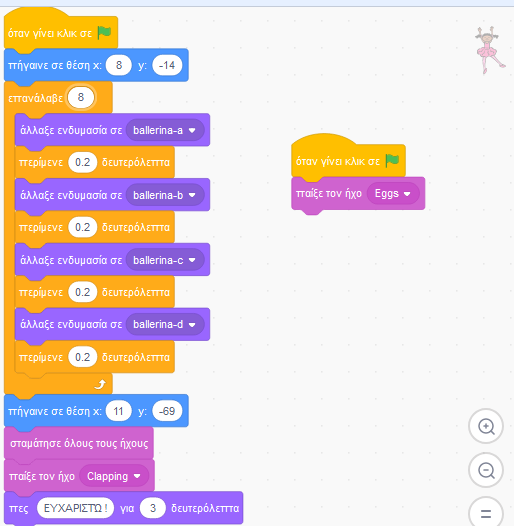 όταν γίνει κλικ σε
πήγαινε σε θέση x: 8 y: -14
επανάλαβε 8
άλλαξε ενδυμασία σε ballerina-a
περίμενε 0.2 δευτερόλεπτα
άλλαξε ενδυμασία σε ballerina-b
περίμενε 0.2 δευτερόλεπτα
άλλαξε ενδυμασία σε ballerina-c
περίμενε 0.2 δευτερόλεπτα
άλλαξε ενδυμασία σε ballerina-d
περίμενε 0.2 δευτερόλεπτα
πήγαινε σε θέση x: 11 y: -69
σταμάτησε όλους τους ήχους
παίξε τον ήχο Clapping
πες ΕΥΧΑΡΙΣΤΩ ! για 3 δευτερόλεπτα
όταν γίνει κλικ σε
παίξε τον ήχο Eggs